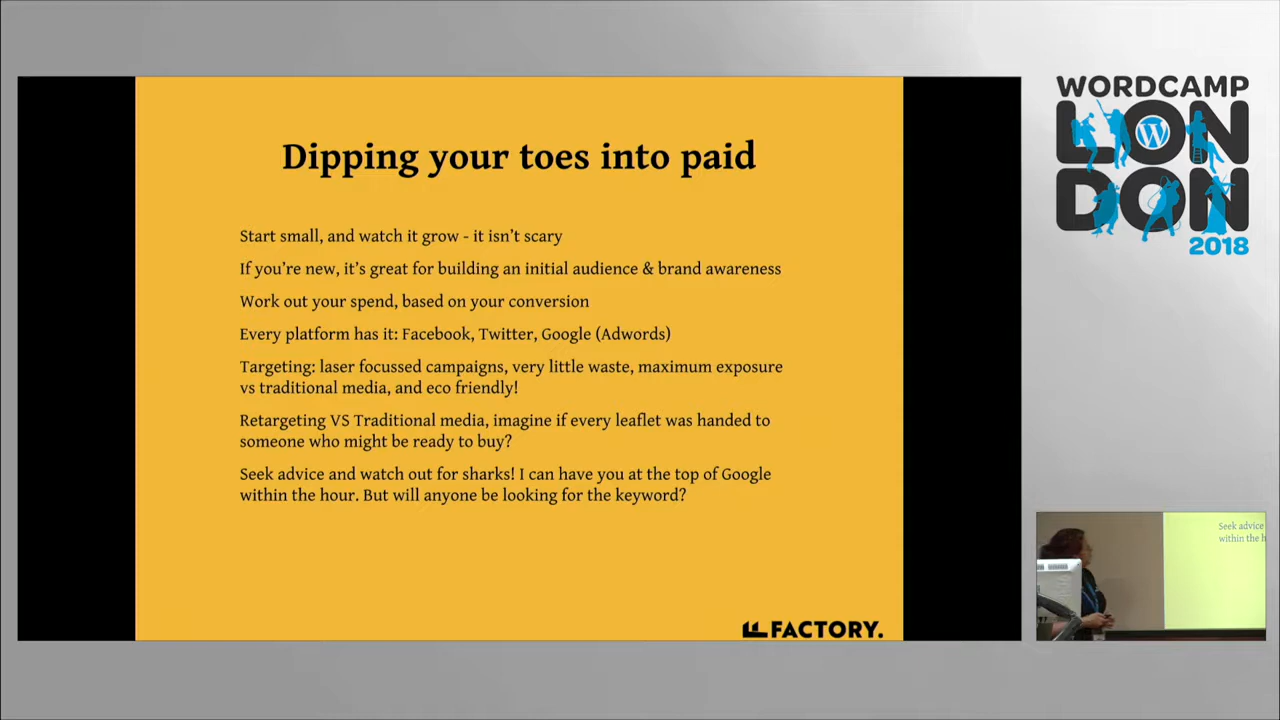 Dipping your toes into paid
Start small, and watch it grow - it isn't scary
If you're new, it's great for building an initial audience & brand awareness
Work out your spend, based on your conversion
Every platform has it: Facebook, Twitter, Google (Adwords)
Targeting: laser focussed campaigns, very little waste, maximum exposure
vs traditional media, and eco friendly!
Retargeting VS Traditional media, imagine if every leaflet was handed to
someone who might be ready to buy?
Seek advice and watch out for sharks! I can have you at the top of Google
within the hour. But will anyone be looking for the keyword?
FACTORY.
WORDCAMP
LON
DON
2018
Seek advice
within the h